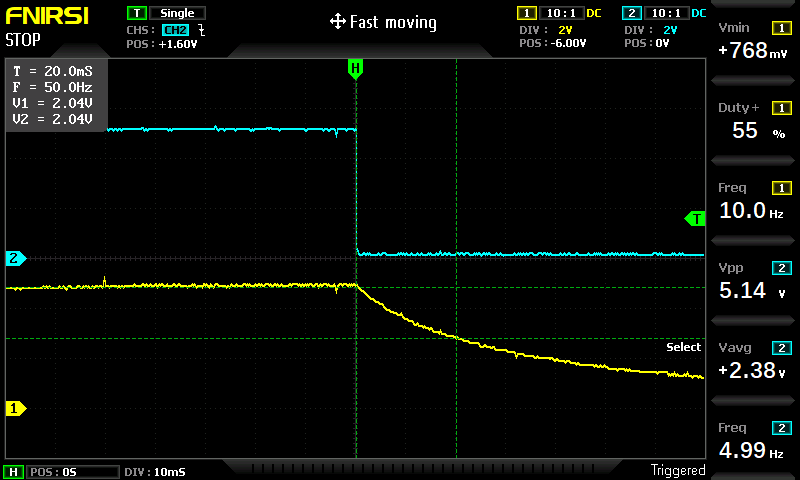 FNIRSI
STOP
T Single
CHS: CH2
POS: +1.60V
Fast moving
1 10:1 DC
DIV: 2V
POS: -6.00V
2 10:1 DC
DIV: 2V
POS: 0V
H
T = 20.0mS
F = 50.0Hz
V1 = 2.04V
V2 = 2.04V
T
2
Select
1
Vmin 1
+768mV
Duty+ 1
55 %
Freq 1
10.0 Hz
Vpp 2
5.14 V
Vavg 2
+2.38V
Freq 2
4.99 Hz
H POS: 0S
DIV: 10mS
Triggered